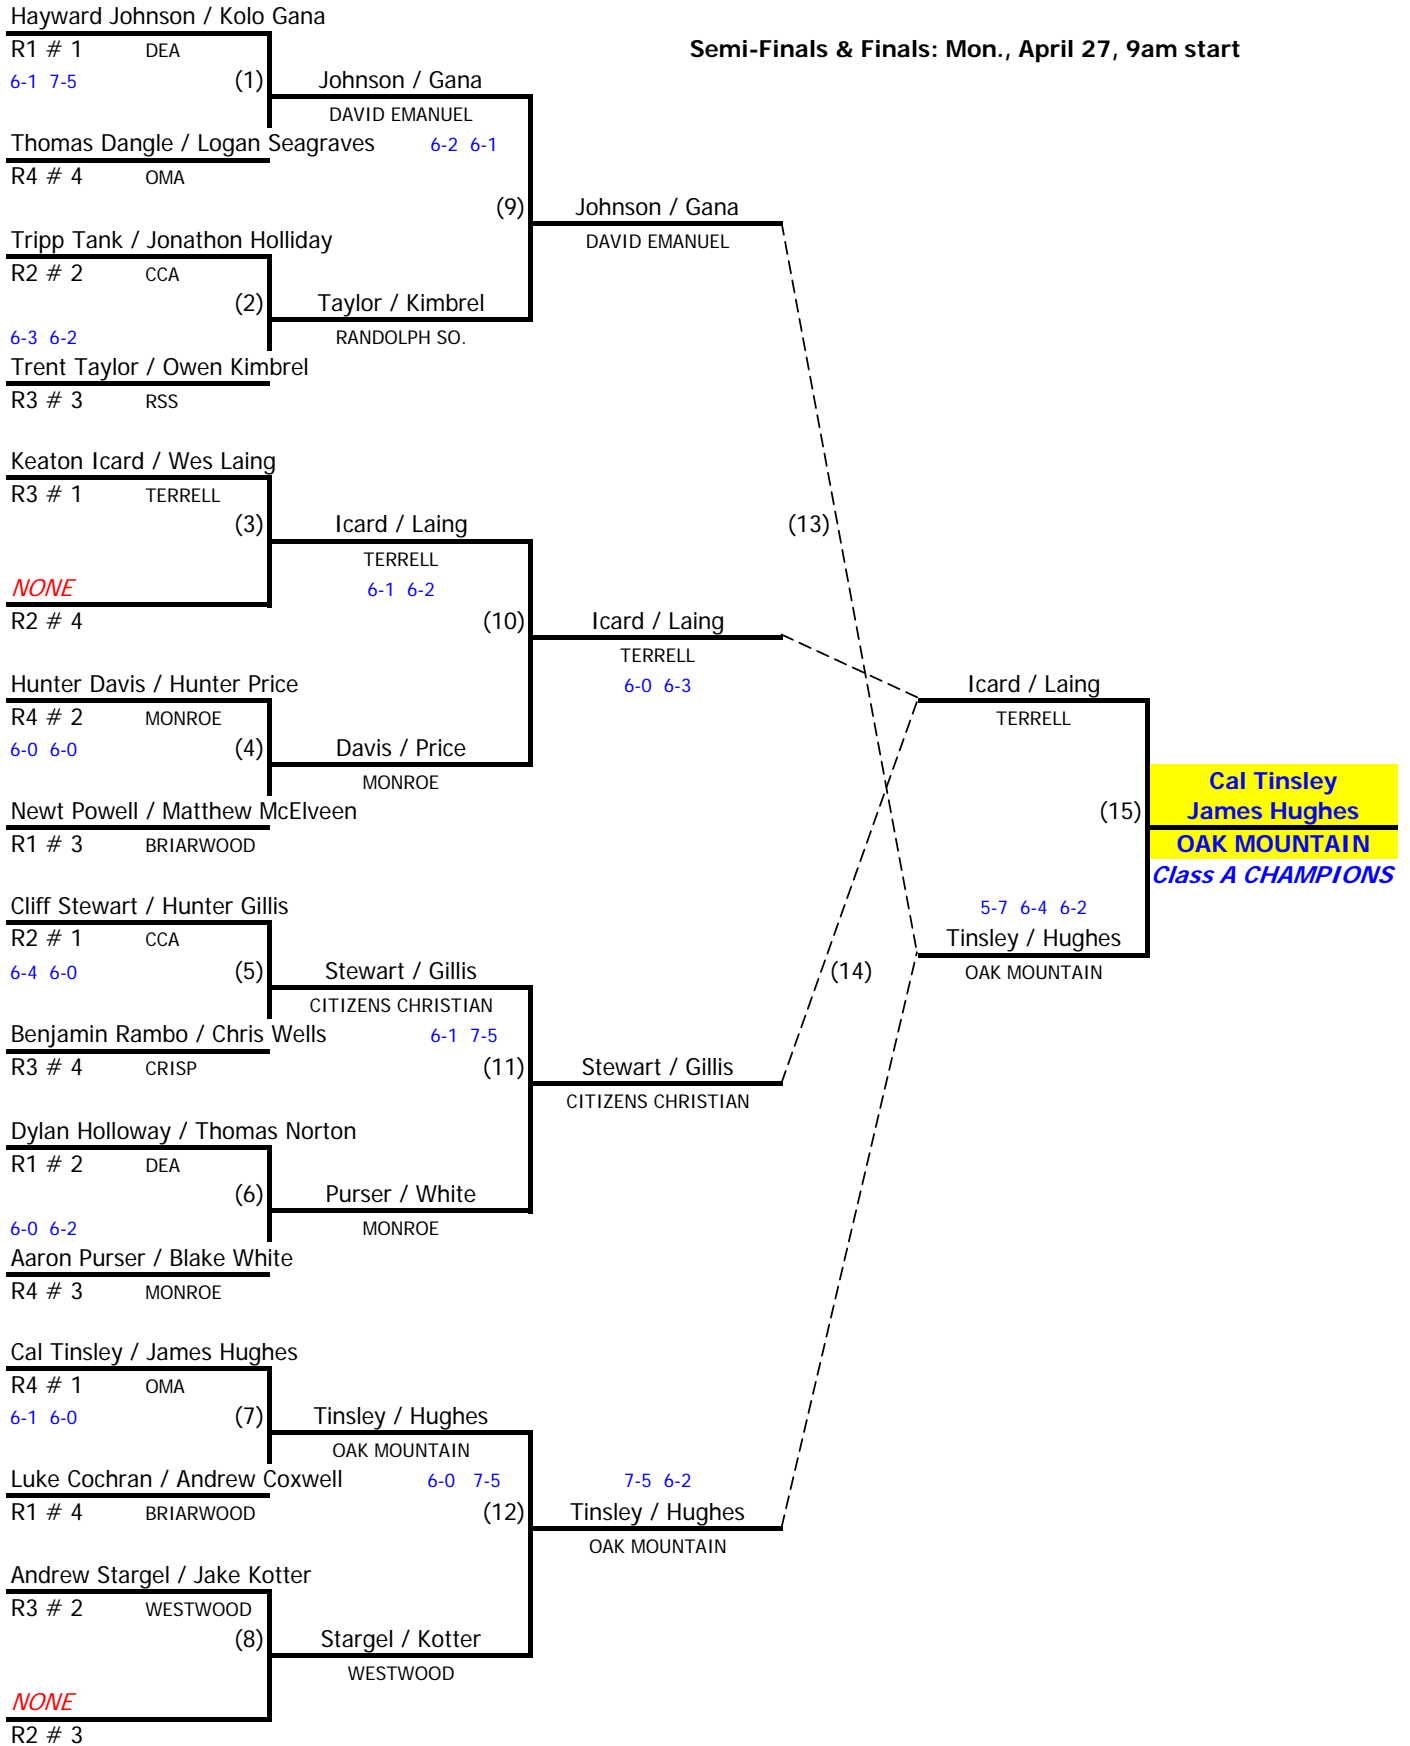 Hayward Johnson / Kolo Gana
R1 # 1 DEA
Semi-Finals & Finals: Mon., April 27, 9am start
6-1 7-5 (1) Johnson / Gana
DAVID EMANUEL
Thomas Dangle / Logan Seagraves 6-2 6-1
R4 # 4 OMA
(9) Johnson / Gana
DAVID EMANUEL
Tripp Tank / Jonathon Holliday
R2 # 2 CCA
(2) Taylor / Kimbrel
6-3 6-2 RANDOLPH SO.
Trent Taylor / Owen Kimbrel
R3 # 3 RSS
Keaton Icard / Wes Laing
R3 # 1 TERRELL
(3) Icard / Laing (13)
TERRELL
NONE 6-1 6-2
R2 # 4 (10) Icard / Laing
TERRELL
Hunter Davis / Hunter Price 6-0 6-3 Icard / Laing
R4 # 2 MONROE TERRELL
6-0 6-0 (4) Davis / Price
MONROE Cal Tinsley
Newt Powell / Matthew McElveen (15) James Hughes
R1 # 3 BRIARWOOD OAK MOUNTAIN
Class A CHAMPIONS
Cliff Stewart / Hunter Gillis 5-7 6-4 6-2
R2 # 1 CCA Tinsley / Hughes
6-4 6-0 (5) Stewart / Gillis (14) OAK MOUNTAIN
CITIZENS CHRISTIAN
Benjamin Rambo / Chris Wells 6-1 7-5
R3 # 4 CRISP (11) Stewart / Gillis
CITIZENS CHRISTIAN
Dylan Holloway / Thomas Norton
R1 # 2 DEA
(6) Purser / White
6-0 6-2 MONROE
Aaron Purser / Blake White
R4 # 3 MONROE
Cal Tinsley / James Hughes
R4 # 1 OMA
6-1 6-0 (7) Tinsley / Hughes
OAK MOUNTAIN
Luke Cochran / Andrew Coxwell 6-0 7-5 7-5 6-2
R1 # 4 BRIARWOOD (12) Tinsley / Hughes
OAK MOUNTAIN
Andrew Stargel / Jake Kotter
R3 # 2 WESTWOOD
(8) Stargel / Kotter
WESTWOOD
NONE
R2 # 3